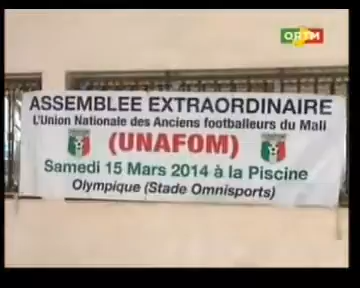 ORTM
ASSEMBLEE EXTRAORDINAIRE
L'Union Nationale des Anciens footballeurs du Mali
(UNAFOM)
Samedi 15 Mars 2014 à la Piscine
Olympique (Stade Omnisports)